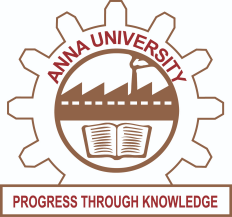 ANNA UNIVERSITY
PROGRESS THROUGH KNOWLEDGE